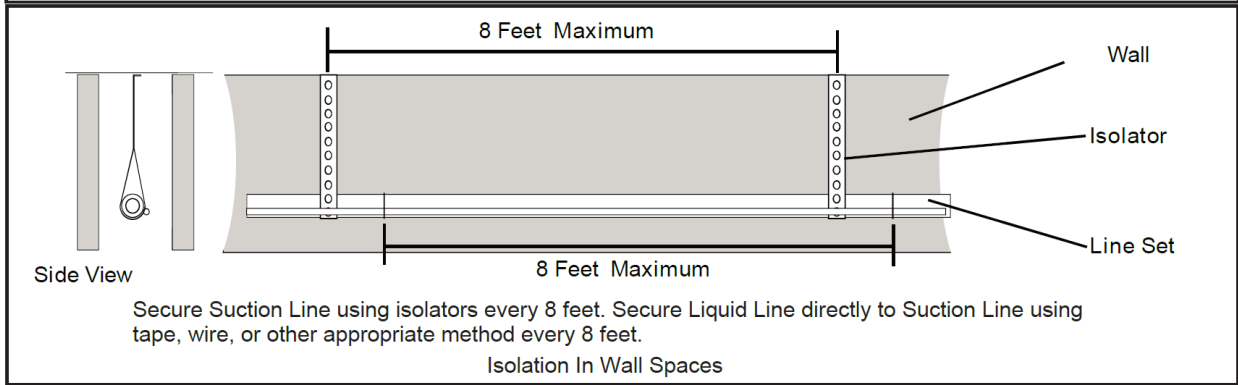 8 Feet Maximum
Wall
Isolator
Line Set
8 Feet Maximum
Side View
Secure Suction Line using isolators every 8 feet. Secure Liquid Line directly to Suction Line using
tape, wire, or other appropriate method every 8 feet.
Isolation In Wall Spaces